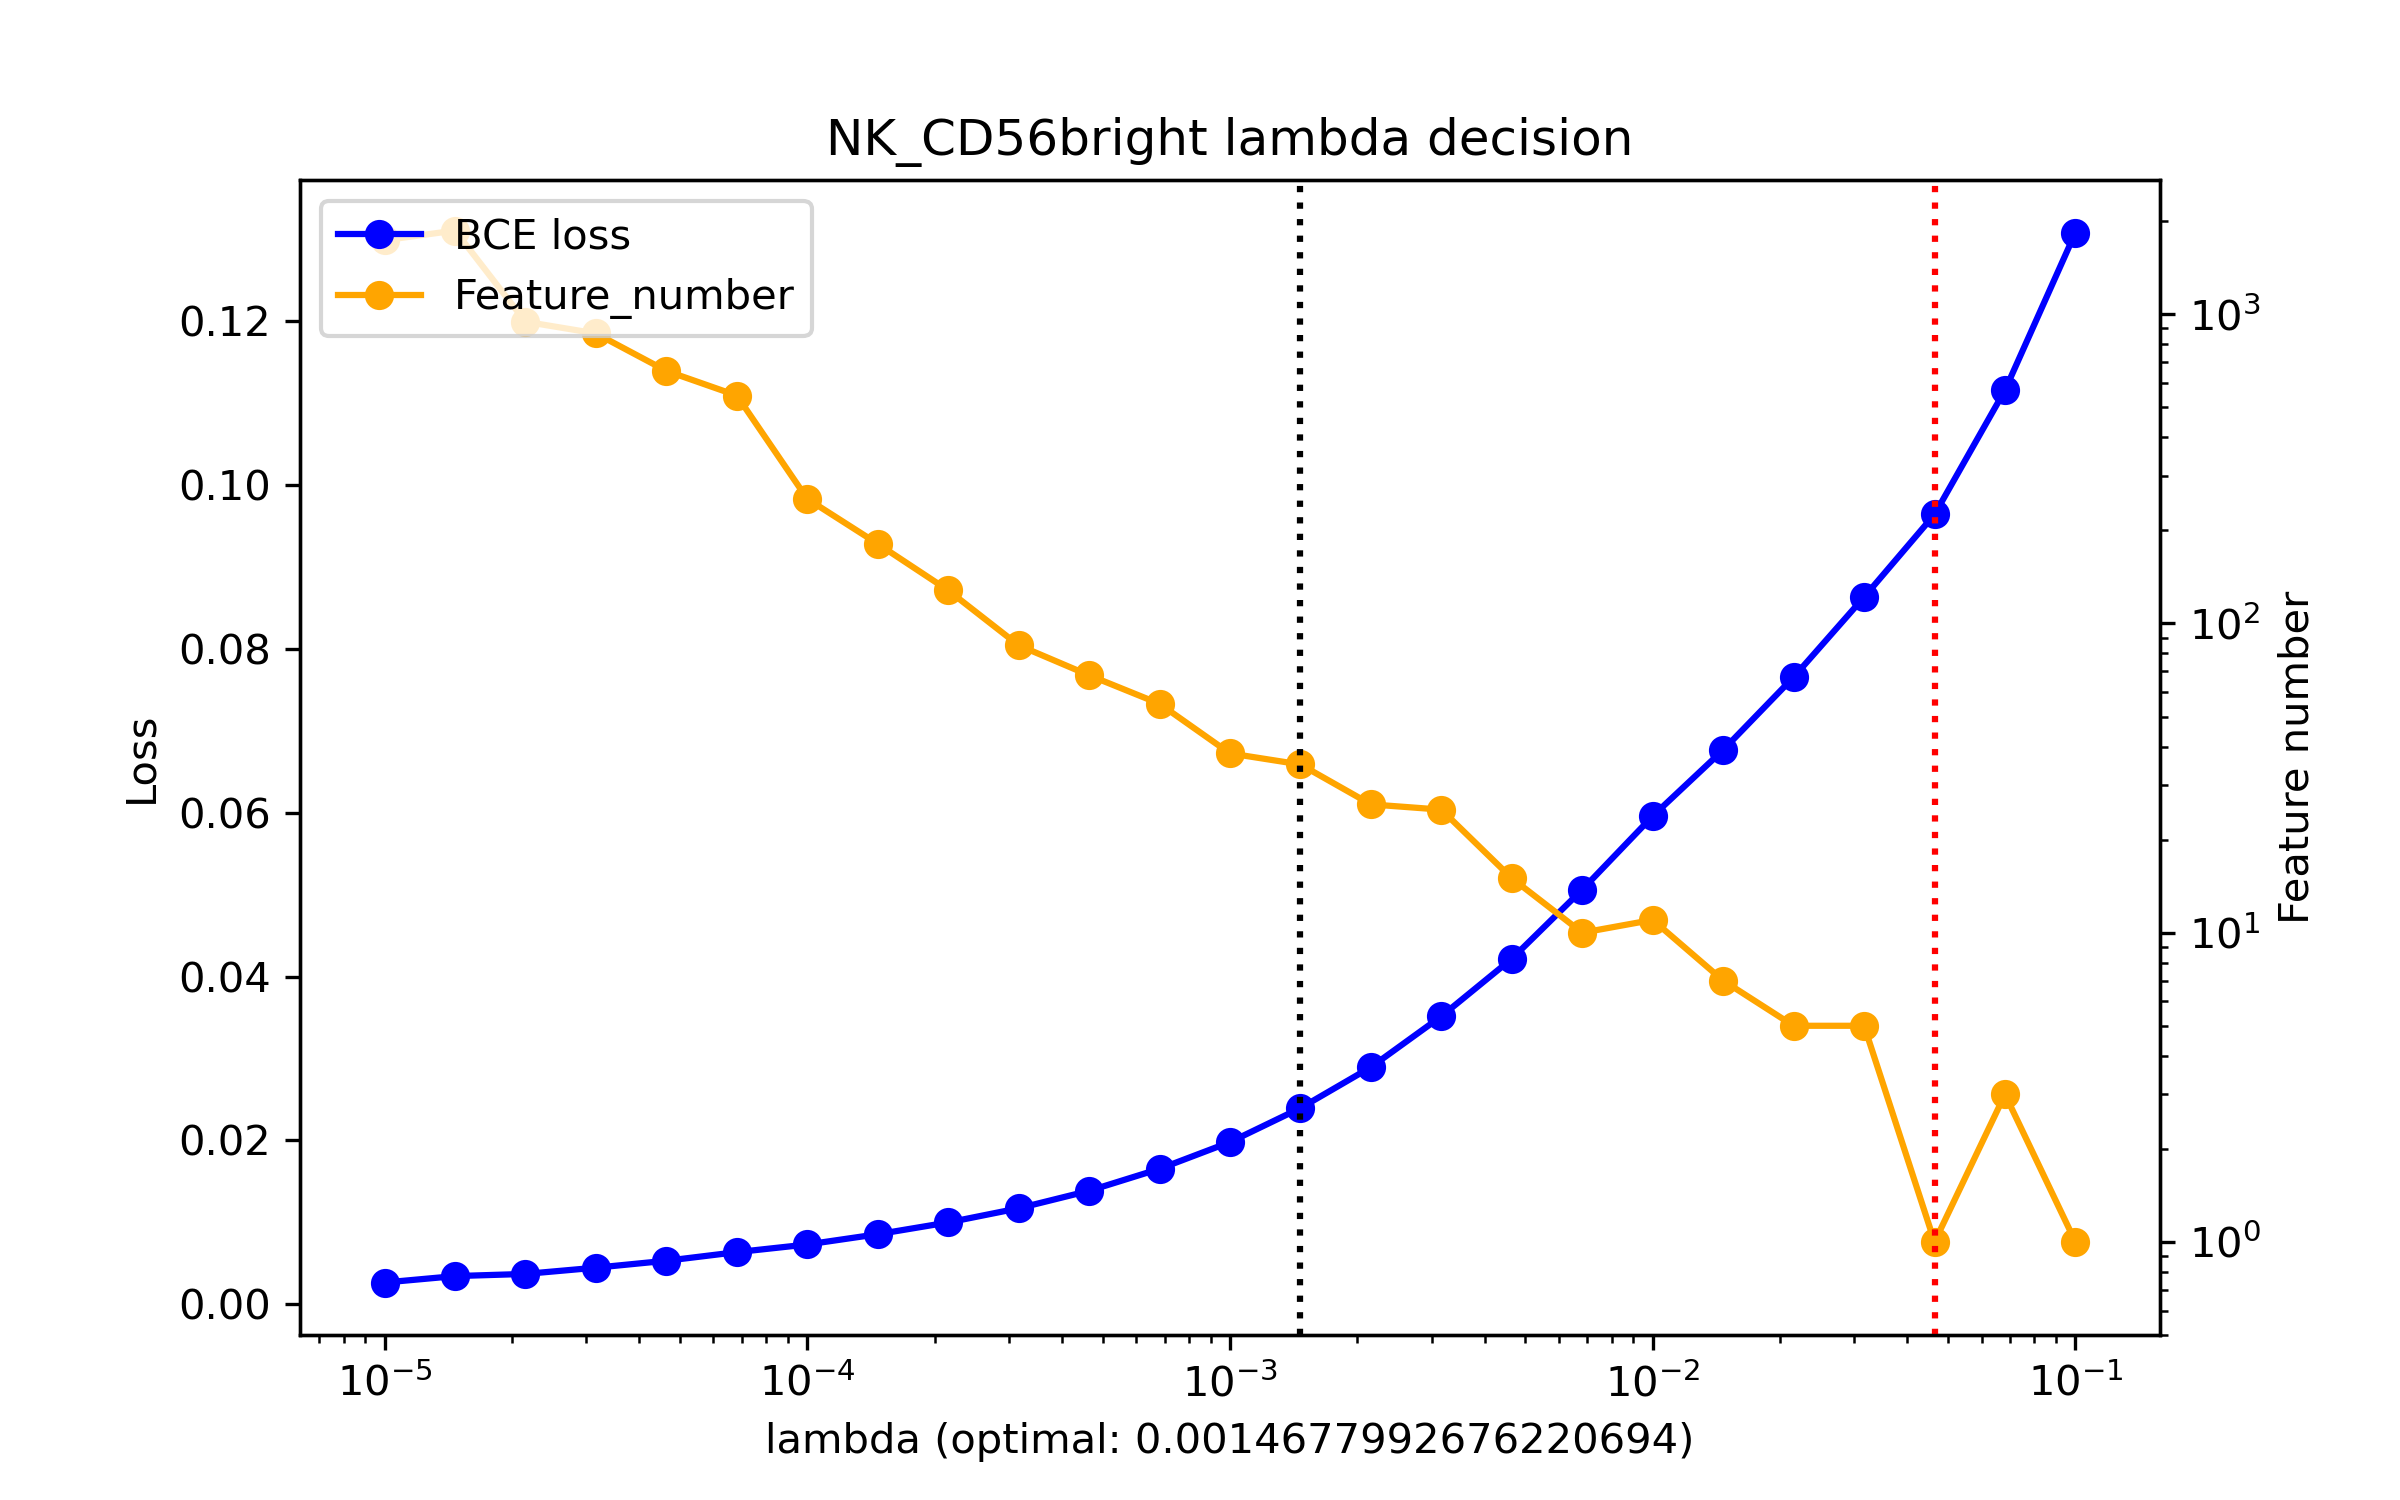 NK_CD56bright lambda decision
BCE loss
Feature_number
0.12
0.10
0.08
0.06
0.04
0.02
0.00
Loss
10³
10²
10¹
10⁰
Feature number
10⁻⁵
10⁻⁴
10⁻³
10⁻²
10⁻¹
lambda (optimal: 0.0014677992676220694)